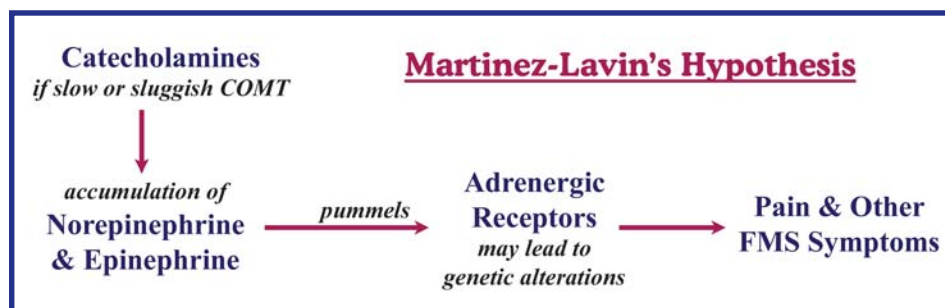 Martinez-Lavin's Hypothesis
Catecholamines
if slow or sluggish COMT
accumulation of
Norepinephrine
& Epinephrine
pummels
Adrenergic
Receptors
may lead to
genetic alterations
Pain & Other
FMS Symptoms